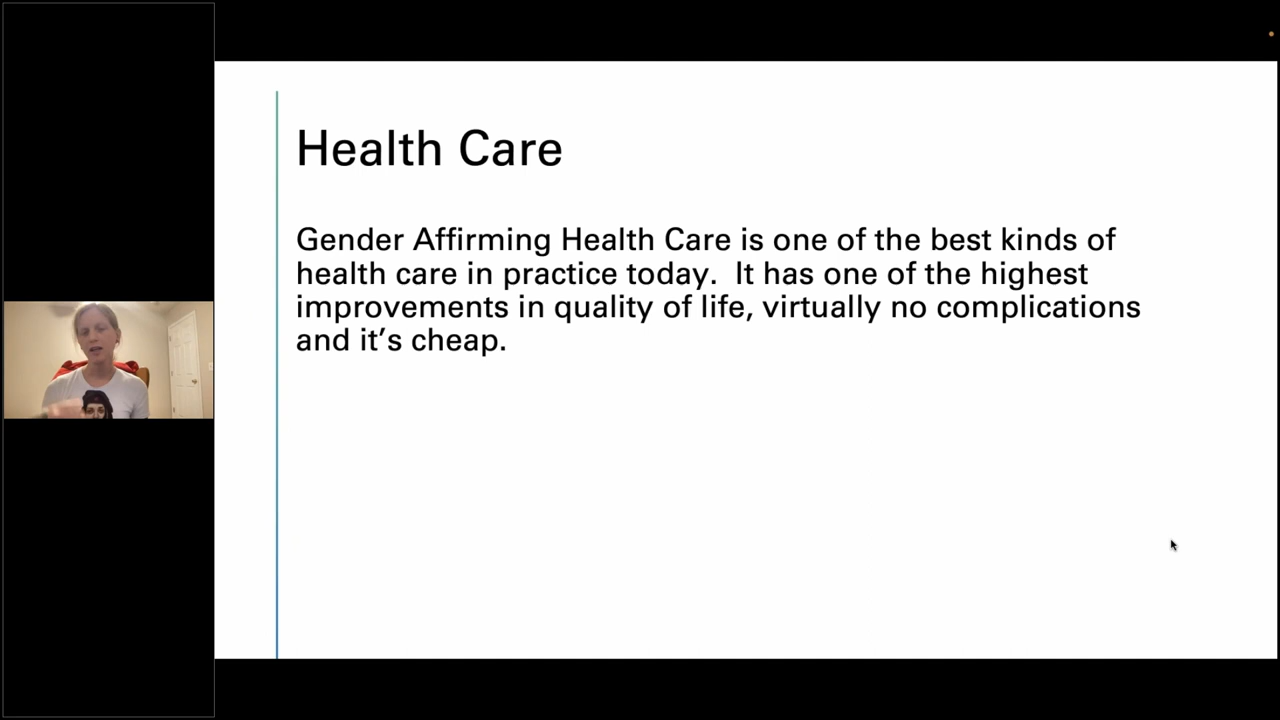 Health Care
Gender Affirming Health Care is one of the best kinds of
health care in practice today.  It has one of the highest
improvements in quality of life, virtually no complications
and it’s cheap.